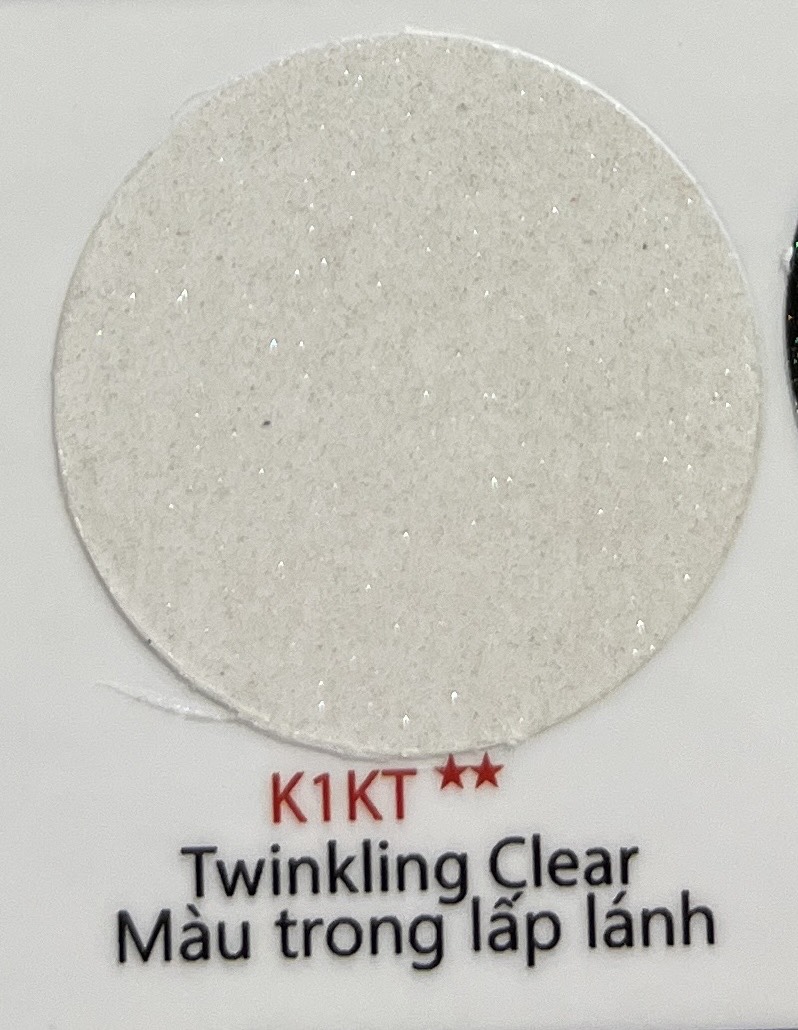 K1KT ★★
Twinkling Clear
Màu trong lấp lánh